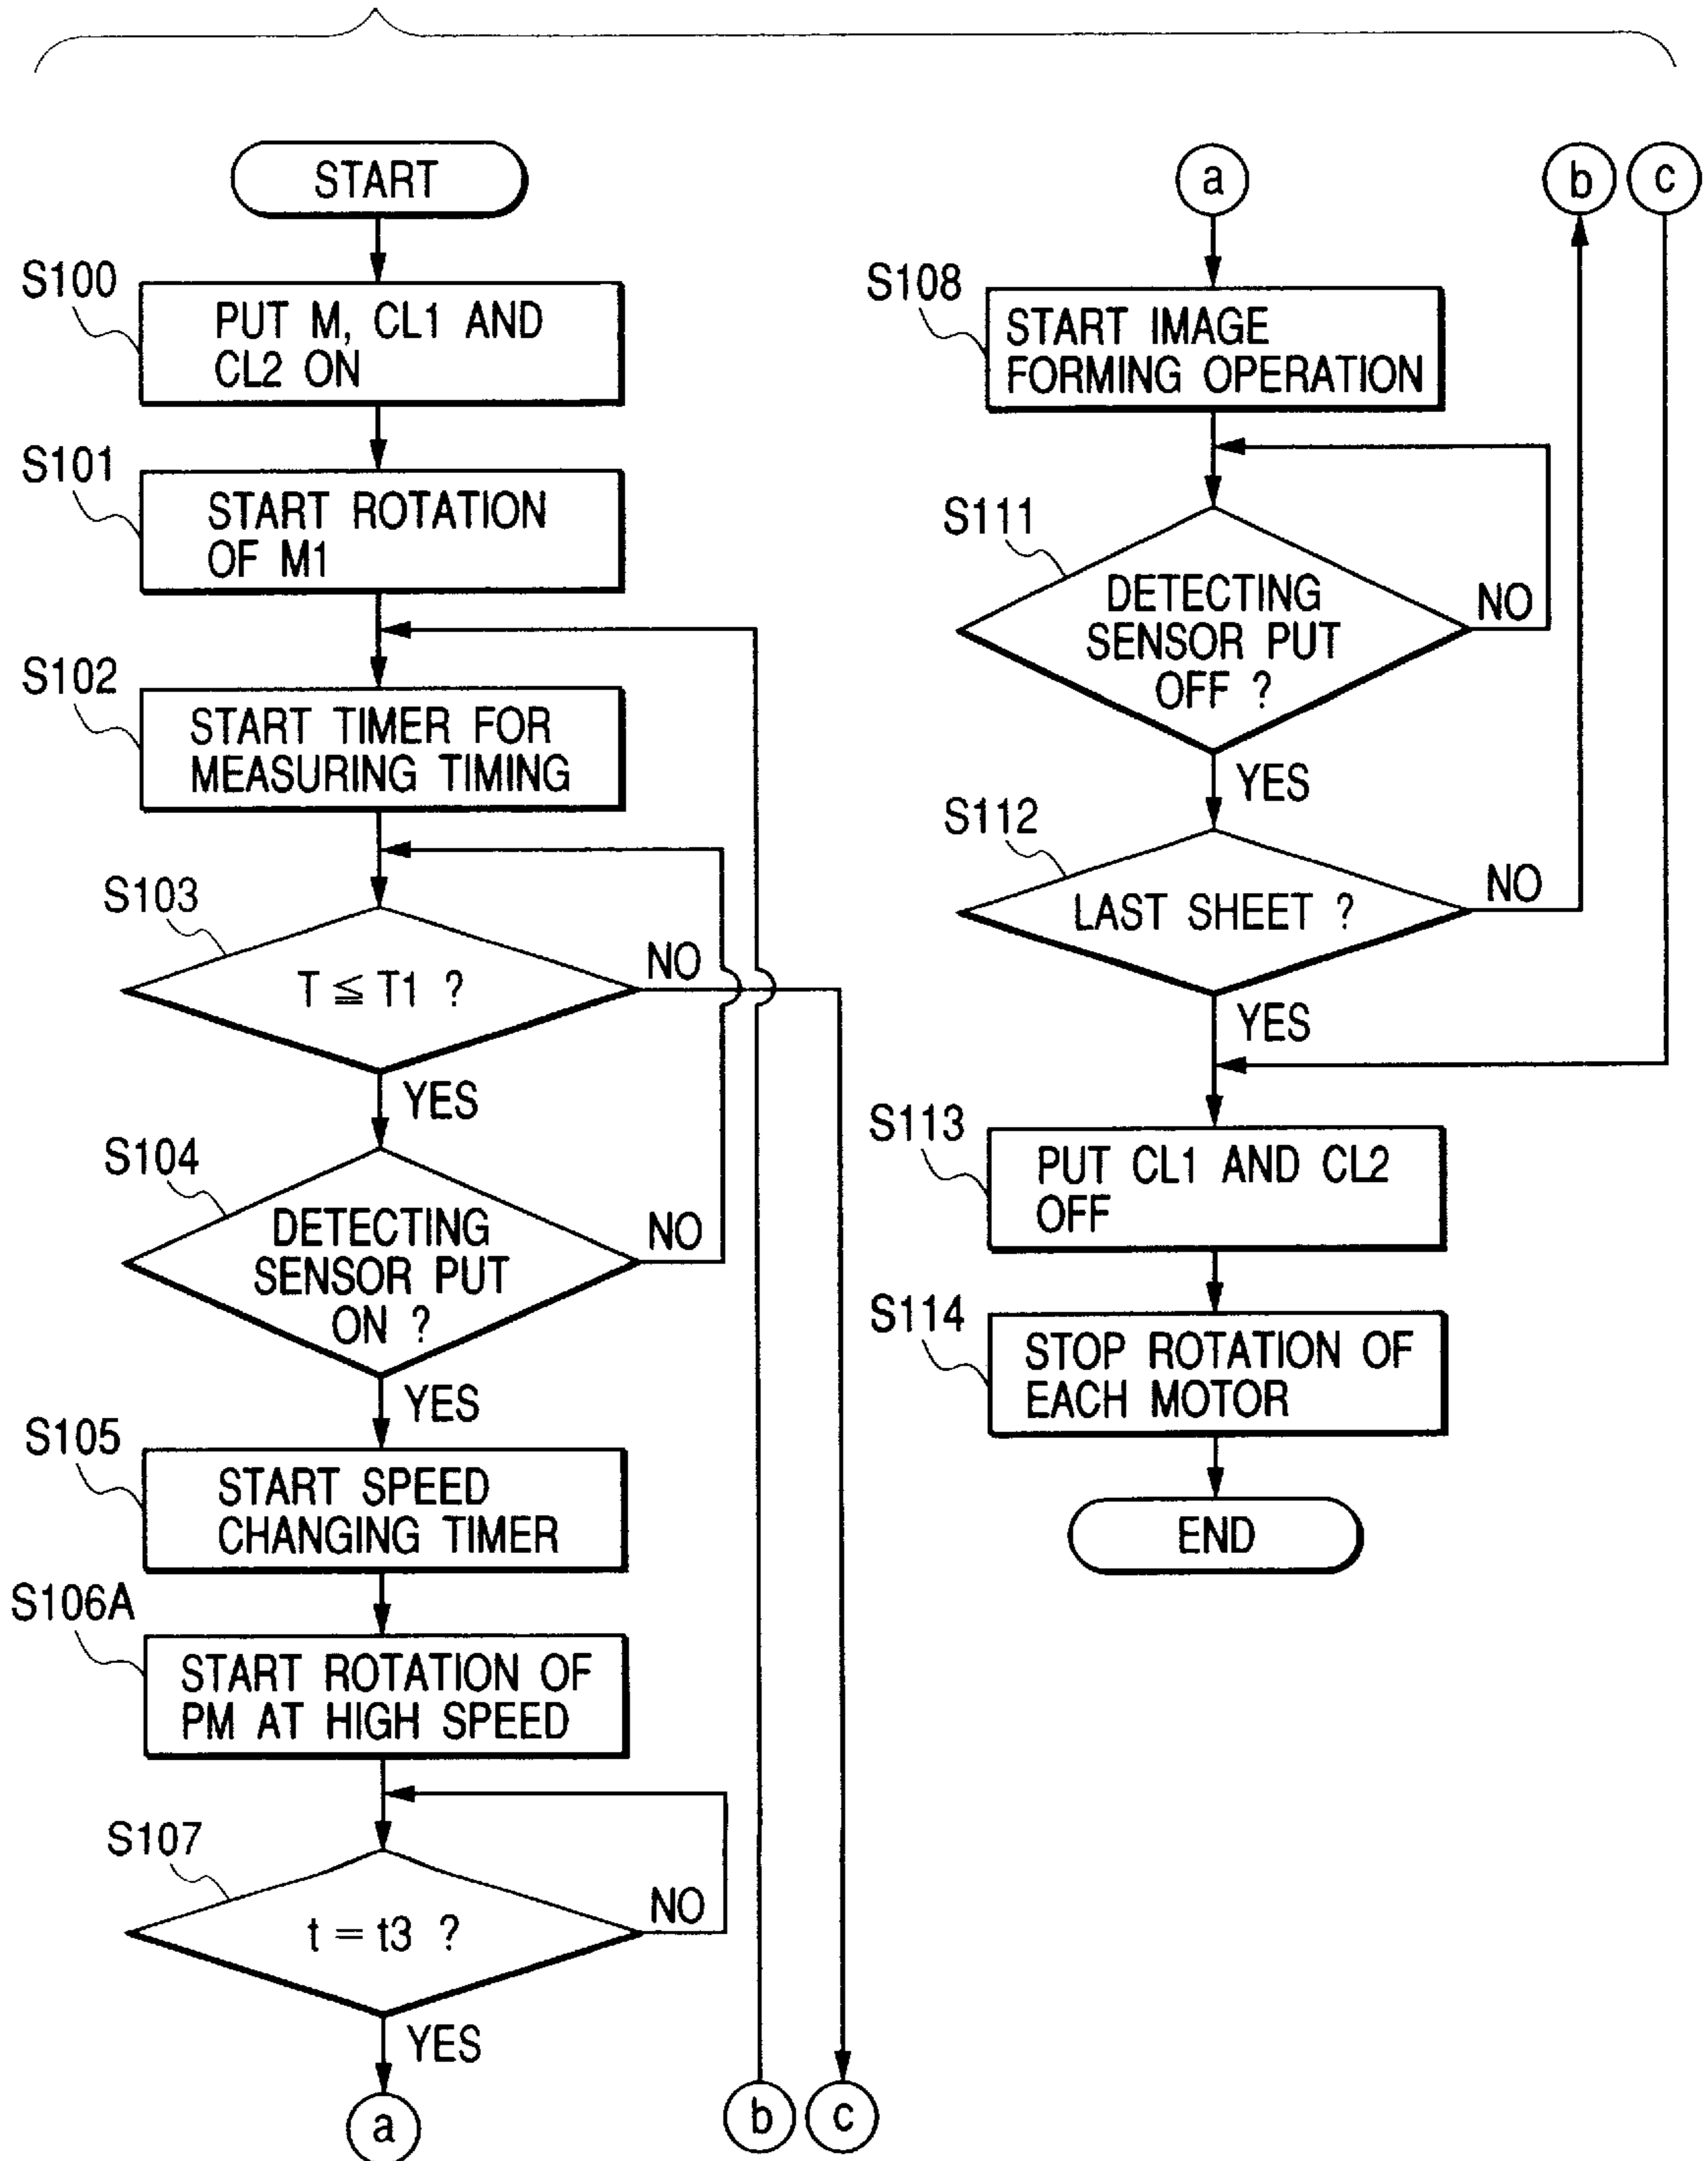 START
S100
PUT M, CL1 AND
CL2 ON
S101
START ROTATION
OF M1
S102
START TIMER FOR
MEASURING TIMING
S103
T ≦ T1 ?
NO
YES
S104
DETECTING
SENSOR PUT
ON ?
NO
YES
S105
START SPEED
CHANGING TIMER
S106A
START ROTATION OF
PM AT HIGH SPEED
S107
t = t3 ?
NO
YES
a
b
c
a
b
c
S108
START IMAGE
FORMING OPERATION
S111
DETECTING
SENSOR PUT
OFF ?
NO
YES
S112
LAST SHEET ?
NO
YES
S113
PUT CL1 AND CL2
OFF
S114
STOP ROTATION OF
EACH MOTOR
END